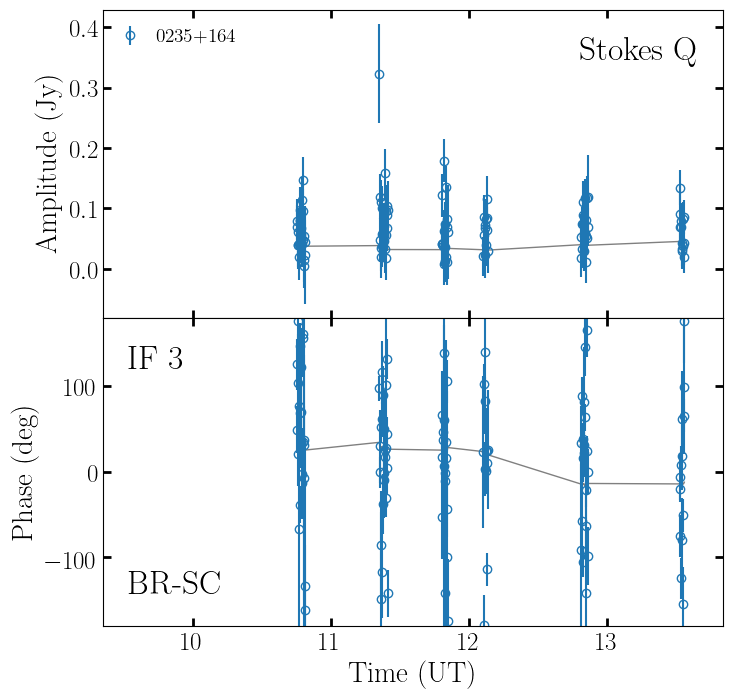 0235+164
Stokes Q
Amplitude (Jy)
0.4
0.3
0.2
0.1
0.0
IF 3
Phase (deg)
100
0
−100
BR-SC
10 11 12 13
Time (UT)